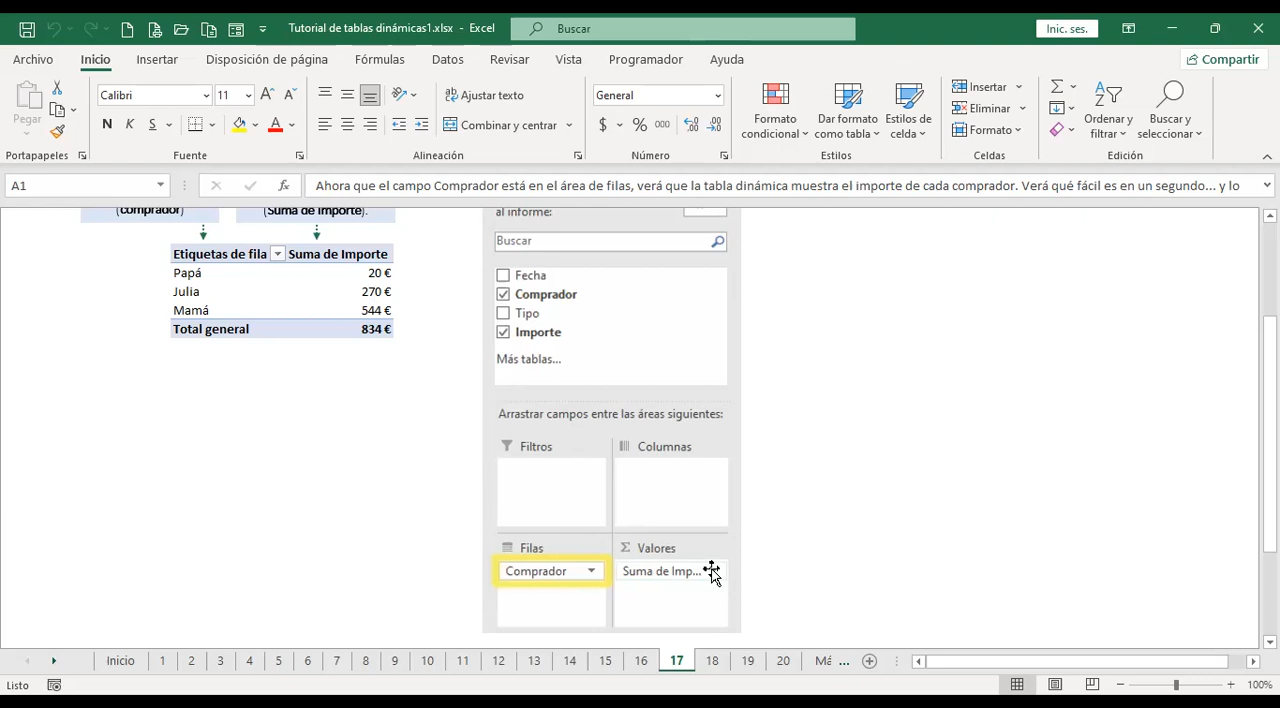 Tutorial de tablas dinámicas1.xlsx - Excel
Buscar
Inic. ses.
Archivo
Inicio
Insertar
Disposición de página
Fórmulas
Datos
Revisar
Vista
Programador
Ayuda
Compartir
Pegar
Calibri
11
N K S
Ajustar texto
Combinar y centrar
General
$ % 000
Formato condicional
Dar formato como tabla
Estilos de celda
Insertar
Eliminar
Formato
Ordenar y filtrar
Buscar y seleccionar
Portapapeles
Fuente
Alineación
Número
Estilos
Celdas
Edición
A1
fx
Ahora que el campo Comprador está en el área de filas, verá que la tabla dinámica muestra el importe de cada comprador. Verá qué fácil es en un segundo... y lo
(comprador)
(Suma de Importe).
Etiquetas de fila Suma de Importe
Papá 20 €
Julia 270 €
Mamá 544 €
Total general 834 €
al informe:
Buscar
Fecha
Comprador
Tipo
Importe
Más tablas...
Arrastrar campos entre las áreas siguientes:
Filtros
Columnas
Filas
Σ Valores
Comprador
Suma de Imp...
Inicio 1 2 3 4 5 6 7 8 9 10 11 12 13 14 15 16 17 18 19 20 Má ...
Listo
100%